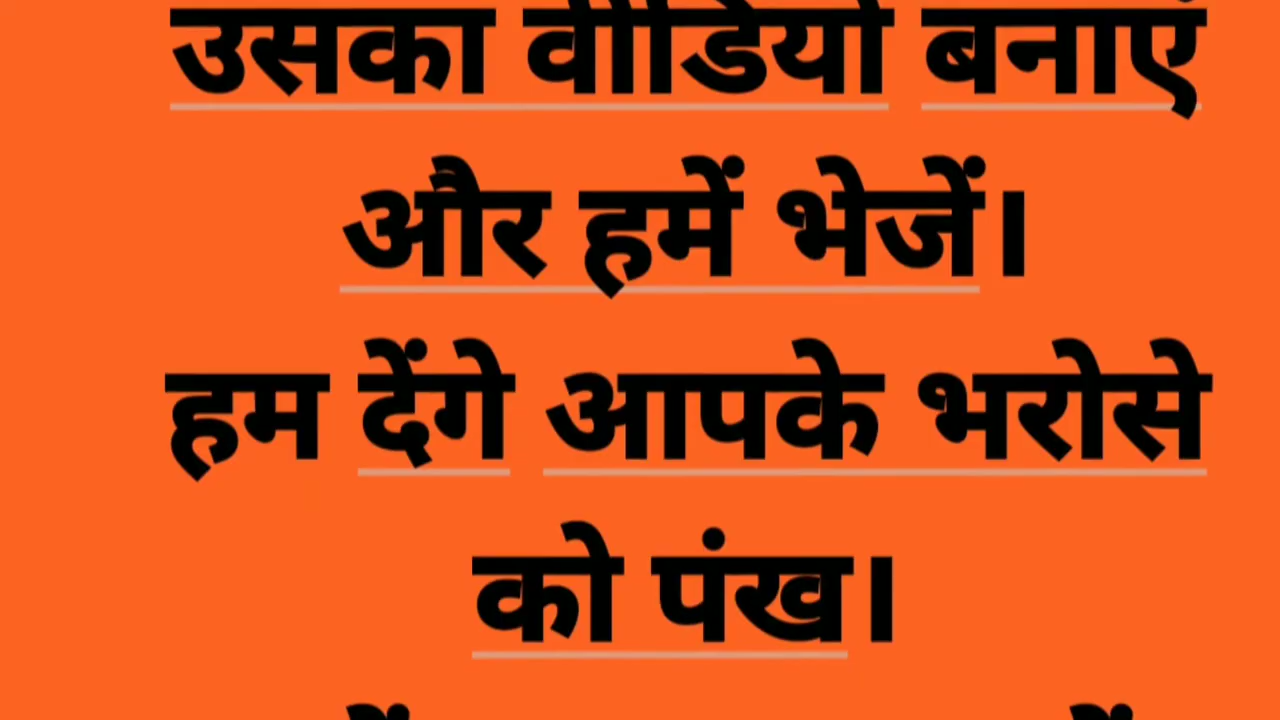 उसका वीडियो बनाएं
और हमें भेजें।
हम देंगे आपके भरोसे
को पंख।